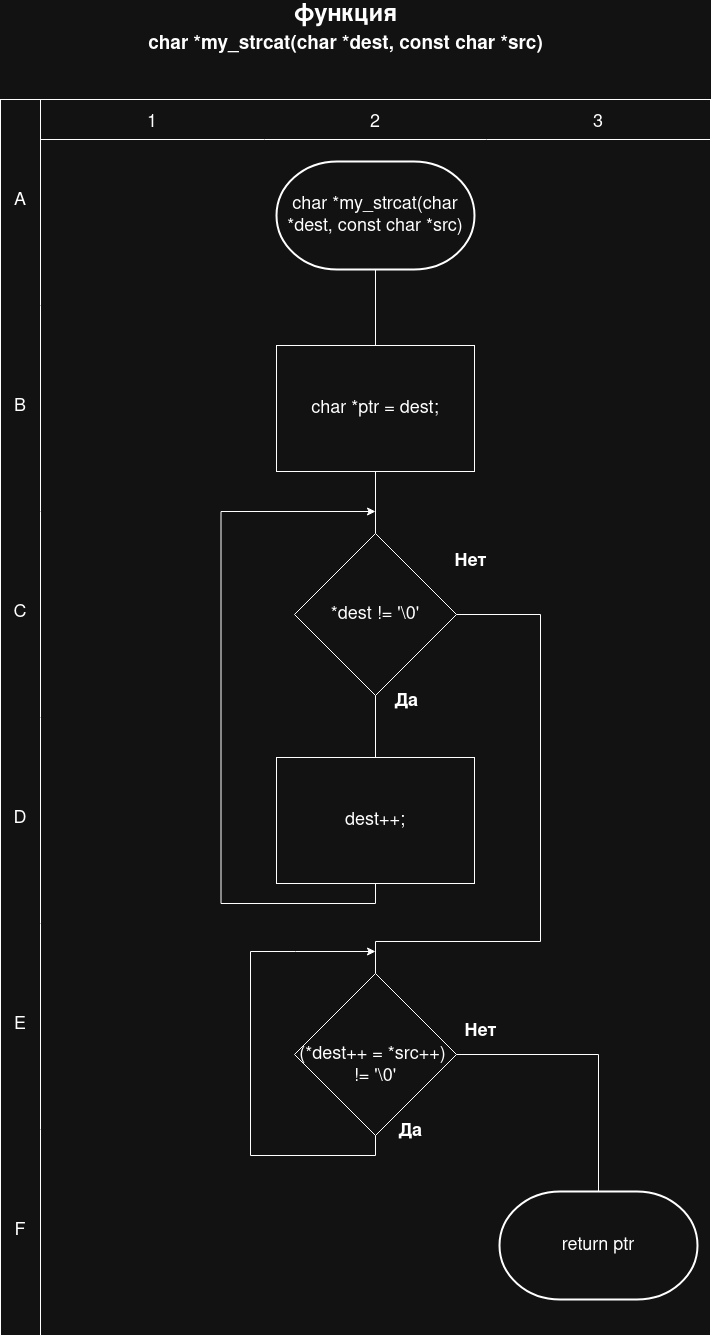 функция
char *my_strcat(char *dest, const char *src)
1 2 3
A
char *my_strcat(char
*dest, const char *src)
B
char *ptr = dest;
Нет
C
*dest != '\0'
Да
D
dest++;
E
Нет
(*dest++ = *src++)
!= '\0'
Да
F
return ptr